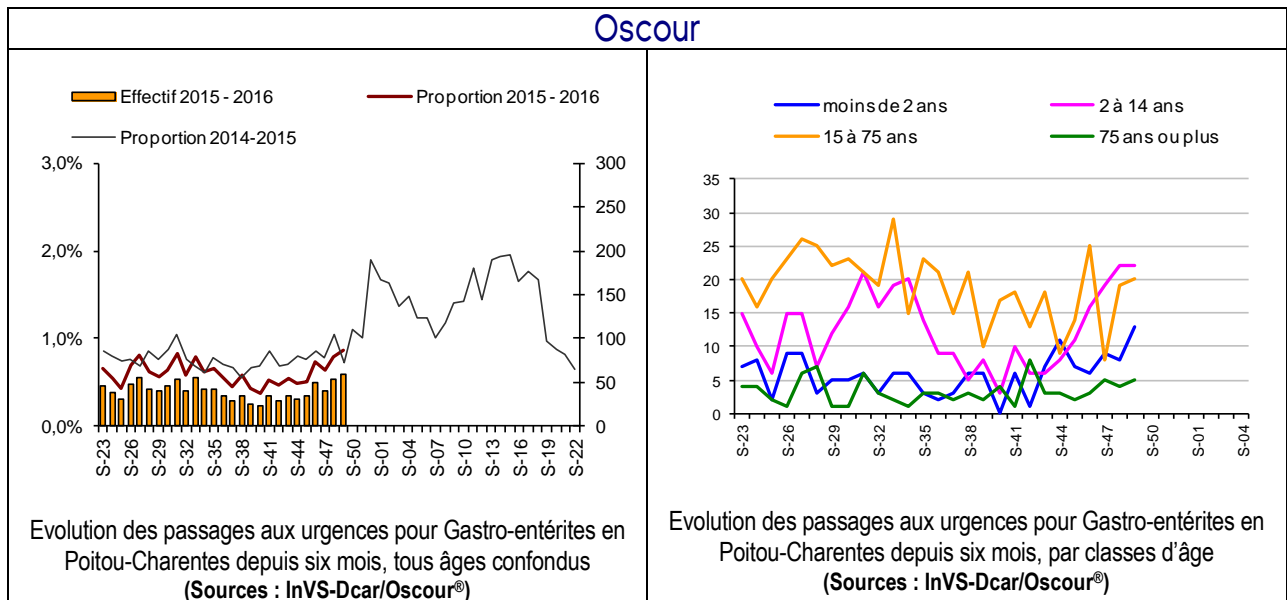 Oscour
Effectif 2015 - 2016
Proportion 2015 - 2016
Proportion 2014-2015
3,0%
2,0%
1,0%
0,0%
300
250
200
150
100
50
0
S-23
S-26
S-29
S-32
S-35
S-38
S-41
S-44
S-47
S-50
S-01
S-04
S-07
S-10
S-13
S-16
S-19
S-22
Evolution des passages aux urgences pour Gastro-entérites en
Poitou-Charentes depuis six mois, tous âges confondus
(Sources : InVS-Dcar/Oscour®)
moins de 2 ans
2 à 14 ans
15 à 75 ans
75 ans ou plus
35
30
25
20
15
10
5
0
S-23
S-26
S-29
S-32
S-35
S-38
S-41
S-44
S-47
S-50
S-01
S-04
Evolution des passages aux urgences pour Gastro-entérites en
Poitou-Charentes depuis six mois, par classes d’âge
(Sources : InVS-Dcar/Oscour®)